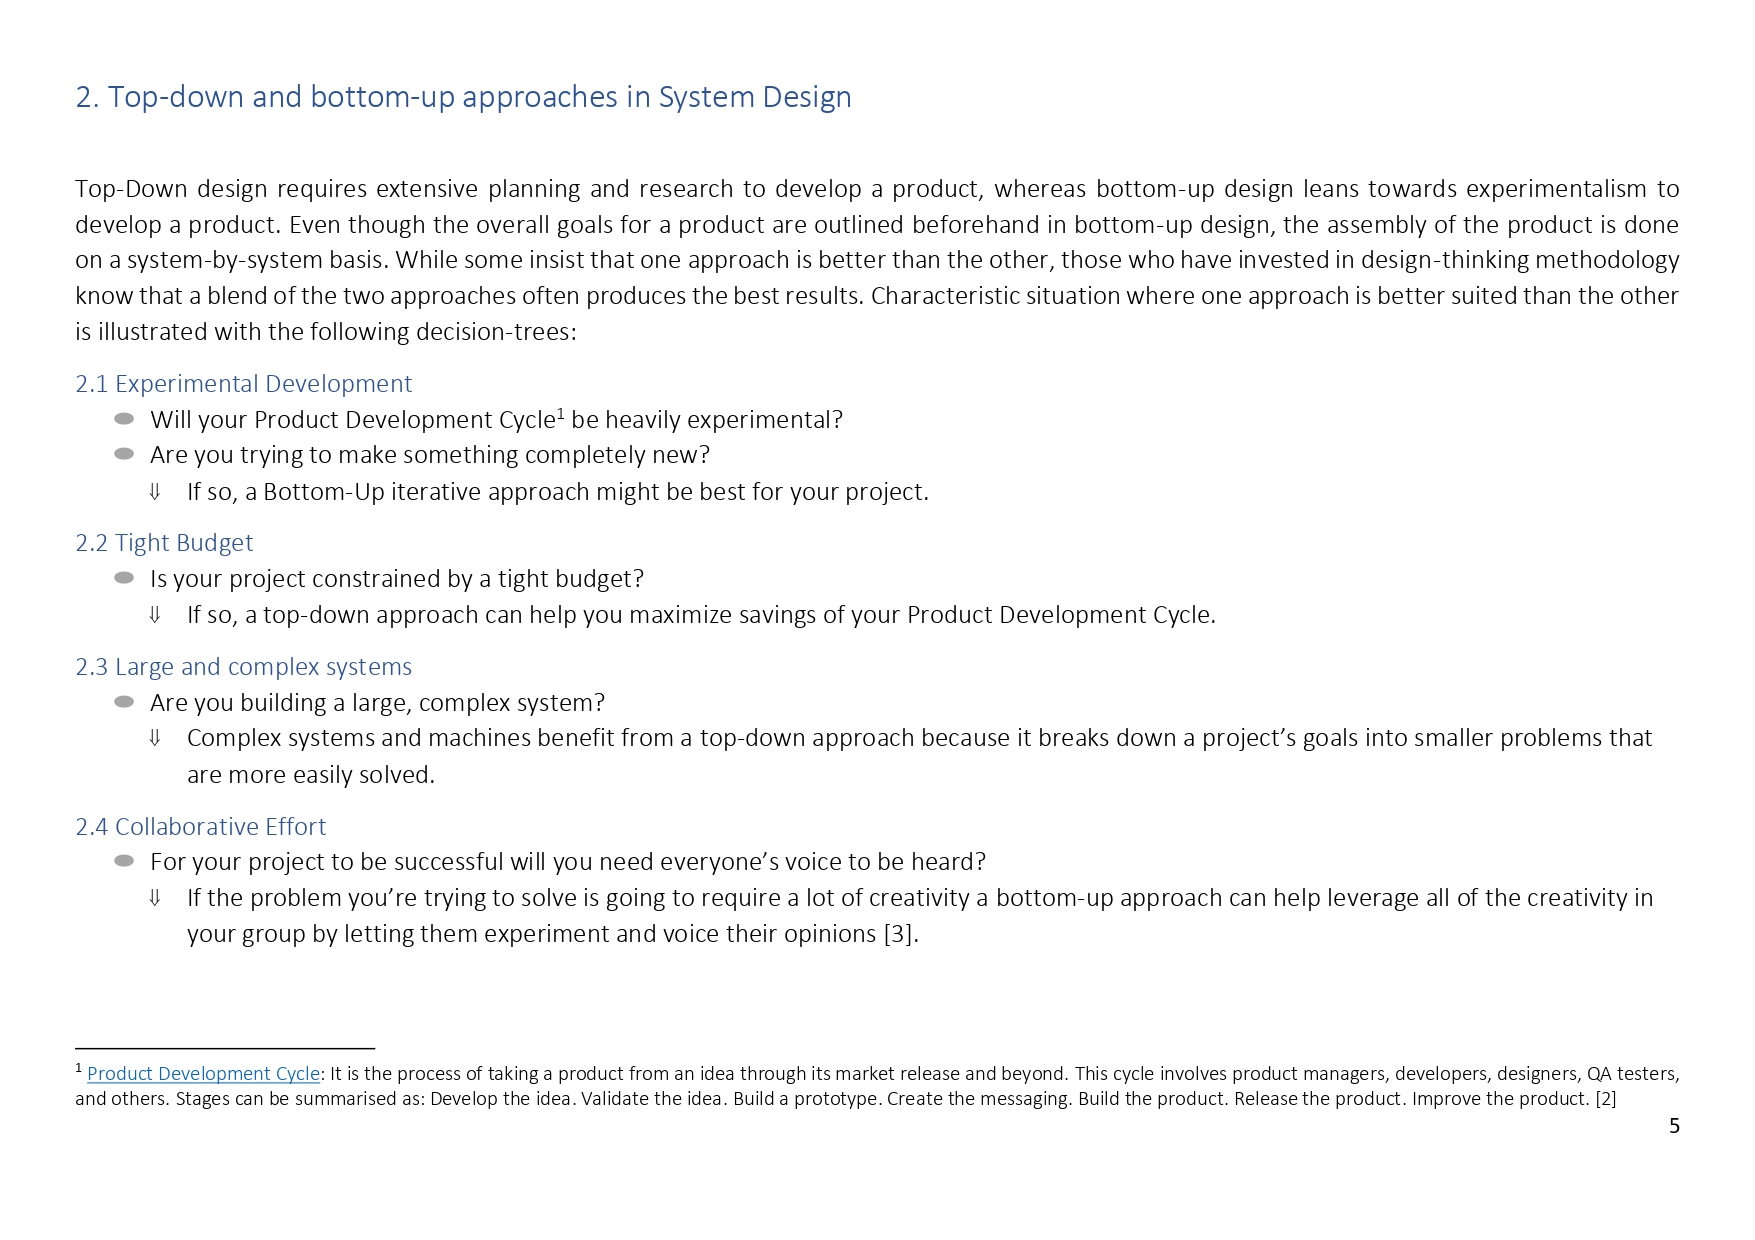 2. Top-down and bottom-up approaches in System Design
Top-Down design requires extensive planning and research to develop a product, whereas bottom-up design leans towards experimentalism to
develop a product. Even though the overall goals for a product are outlined beforehand in bottom-up design, the assembly of the product is done
on a system-by-system basis. While some insist that one approach is better than the other, those who have invested in design-thinking methodology
know that a blend of the two approaches often produces the best results. Characteristic situation where one approach is better suited than the other
is illustrated with the following decision-trees:
2.1 Experimental Development
Will your Product Development Cycle¹ be heavily experimental?
Are you trying to make something completely new?
⇓ If so, a Bottom-Up iterative approach might be best for your project.
2.2 Tight Budget
Is your project constrained by a tight budget?
⇓ If so, a top-down approach can help you maximize savings of your Product Development Cycle.
2.3 Large and complex systems
Are you building a large, complex system?
⇓ Complex systems and machines benefit from a top-down approach because it breaks down a project’s goals into smaller problems that
are more easily solved.
2.4 Collaborative Effort
For your project to be successful will you need everyone’s voice to be heard?
⇓ If the problem you’re trying to solve is going to require a lot of creativity a bottom-up approach can help leverage all of the creativity in
your group by letting them experiment and voice their opinions [3].
¹ Product Development Cycle: It is the process of taking a product from an idea through its market release and beyond. This cycle involves product managers, developers, designers, QA testers,
and others. Stages can be summarised as: Develop the idea. Validate the idea. Build a prototype. Create the messaging. Build the product. Release the product. Improve the product. [2]
5